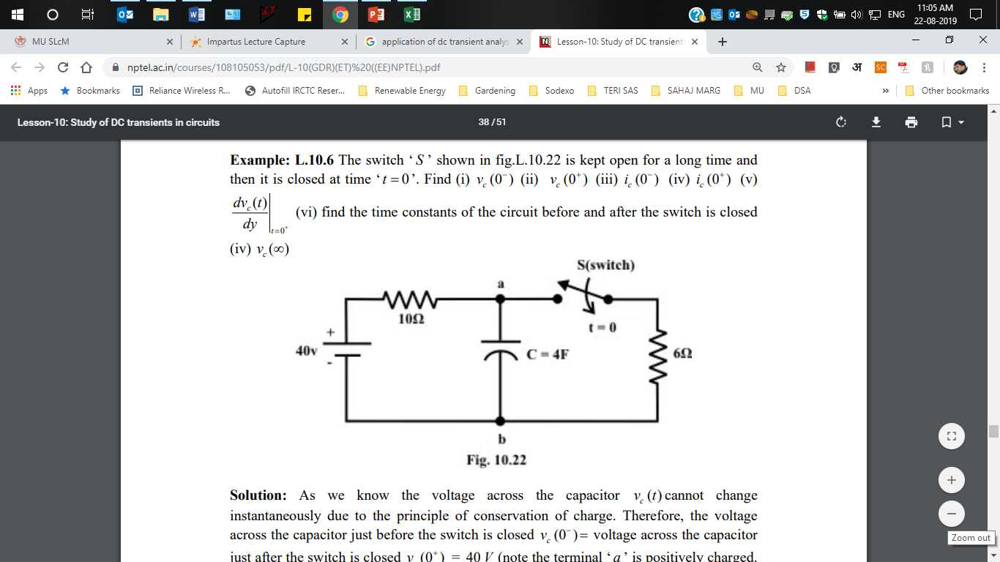 11:05 AM
ENG
22-08-2019
MU SLcM
Impartus Lecture Capture
application of dc transient analys
Lesson-10: Study of DC transient
nptel.ac.in/courses/108105053/pdf/L-10(GDR)(ET)%20((EE)NPTEL).pdf
Apps Bookmarks Reliance Wireless R... Autofill IRCTC Reser... Renewable Energy Gardening Sodexo TERI SAS SAHAJ MARG MU DSA » Other bookmarks
Lesson-10: Study of DC transients in circuits 38 / 51
Example: L.10.6 The switch ‘S’ shown in fig.L.10.22 is kept open for a long time and
then it is closed at time ‘t = 0’. Find (i) v_c(0⁻) (ii) v_c(0⁺) (iii) i_c(0⁻) (iv) i_c(0⁺) (v)
dv_c(t)/dy |t=0⁺ (vi) find the time constants of the circuit before and after the switch is closed
(iv) v_c(∞)
S(switch)
a
10Ω
t = 0
+
40v
-
C = 4F
6Ω
b
Fig. 10.22
Solution: As we know the voltage across the capacitor v_c(t) cannot change
instantaneously due to the principle of conservation of charge. Therefore, the voltage
across the capacitor just before the switch is closed v_c(0⁻) = voltage across the capacitor
just after the switch is closed v_c(0⁺) = 40 V (note the terminal ‘a’ is positively charged.
Zoom out